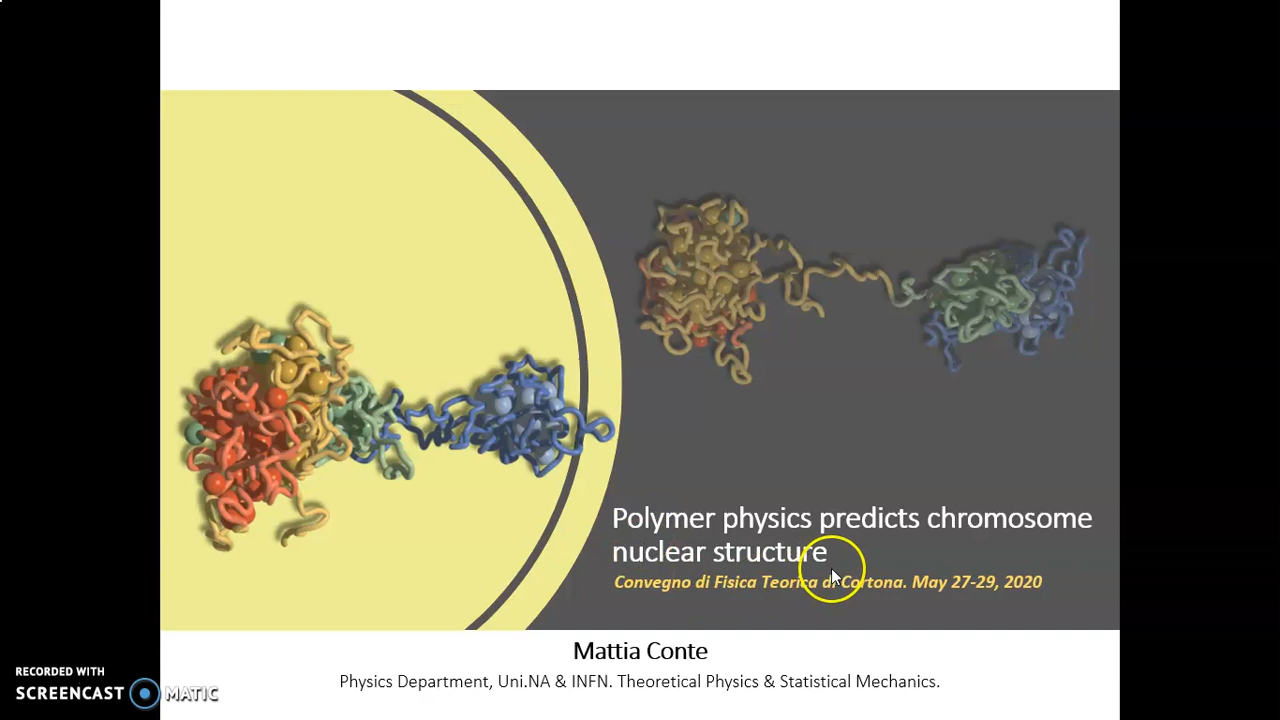 Polymer physics predicts chromosome
nuclear structure
Convegno di Fisica Teorica di Cortona. May 27-29, 2020
Mattia Conte
Physics Department, Uni.NA & INFN. Theoretical Physics & Statistical Mechanics.
RECORDED WITH
SCREENCAST MATIC